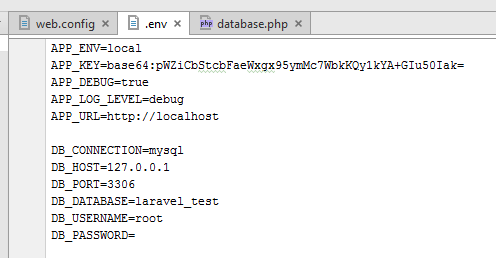 web.config
.env
database.php
APP_ENV=local
APP_KEY=base64:pWZiCbStcbFaeWxgx95ymMc7WbkKQy1kYA+GIu50Iak=
APP_DEBUG=true
APP_LOG_LEVEL=debug
APP_URL=http://localhost
DB_CONNECTION=mysql
DB_HOST=127.0.0.1
DB_PORT=3306
DB_DATABASE=laravel_test
DB_USERNAME=root
DB_PASSWORD=